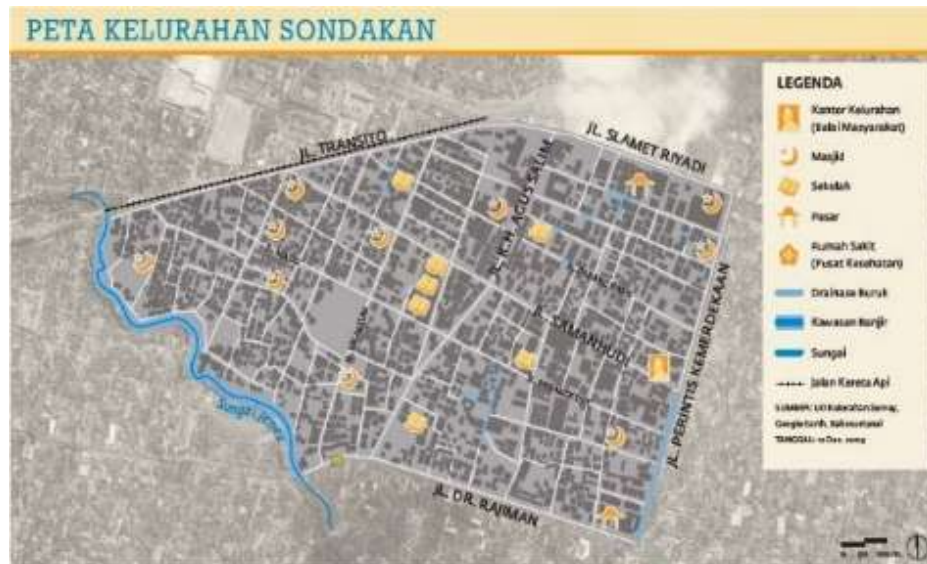 PETA KELURAHAN SONDAKAN
LEGENDA
Kantor Kelurahan
(Balai Masyarakat)
Masjid
Sekolah
Pasar
Rumah Sakit
(Pusat Kesehatan)
Drainase Buruk
Kawasan Banjir
Sungai
Jalan Kereta Api
JL. TRANSITO
JL. SLAMET RIYADI
JL. K.H. AGUS SALIM
JL. SAMANHUDI
JL. PERINTIS KEMERDEKAAN
JL. DR. RAJIMAN
Sungai